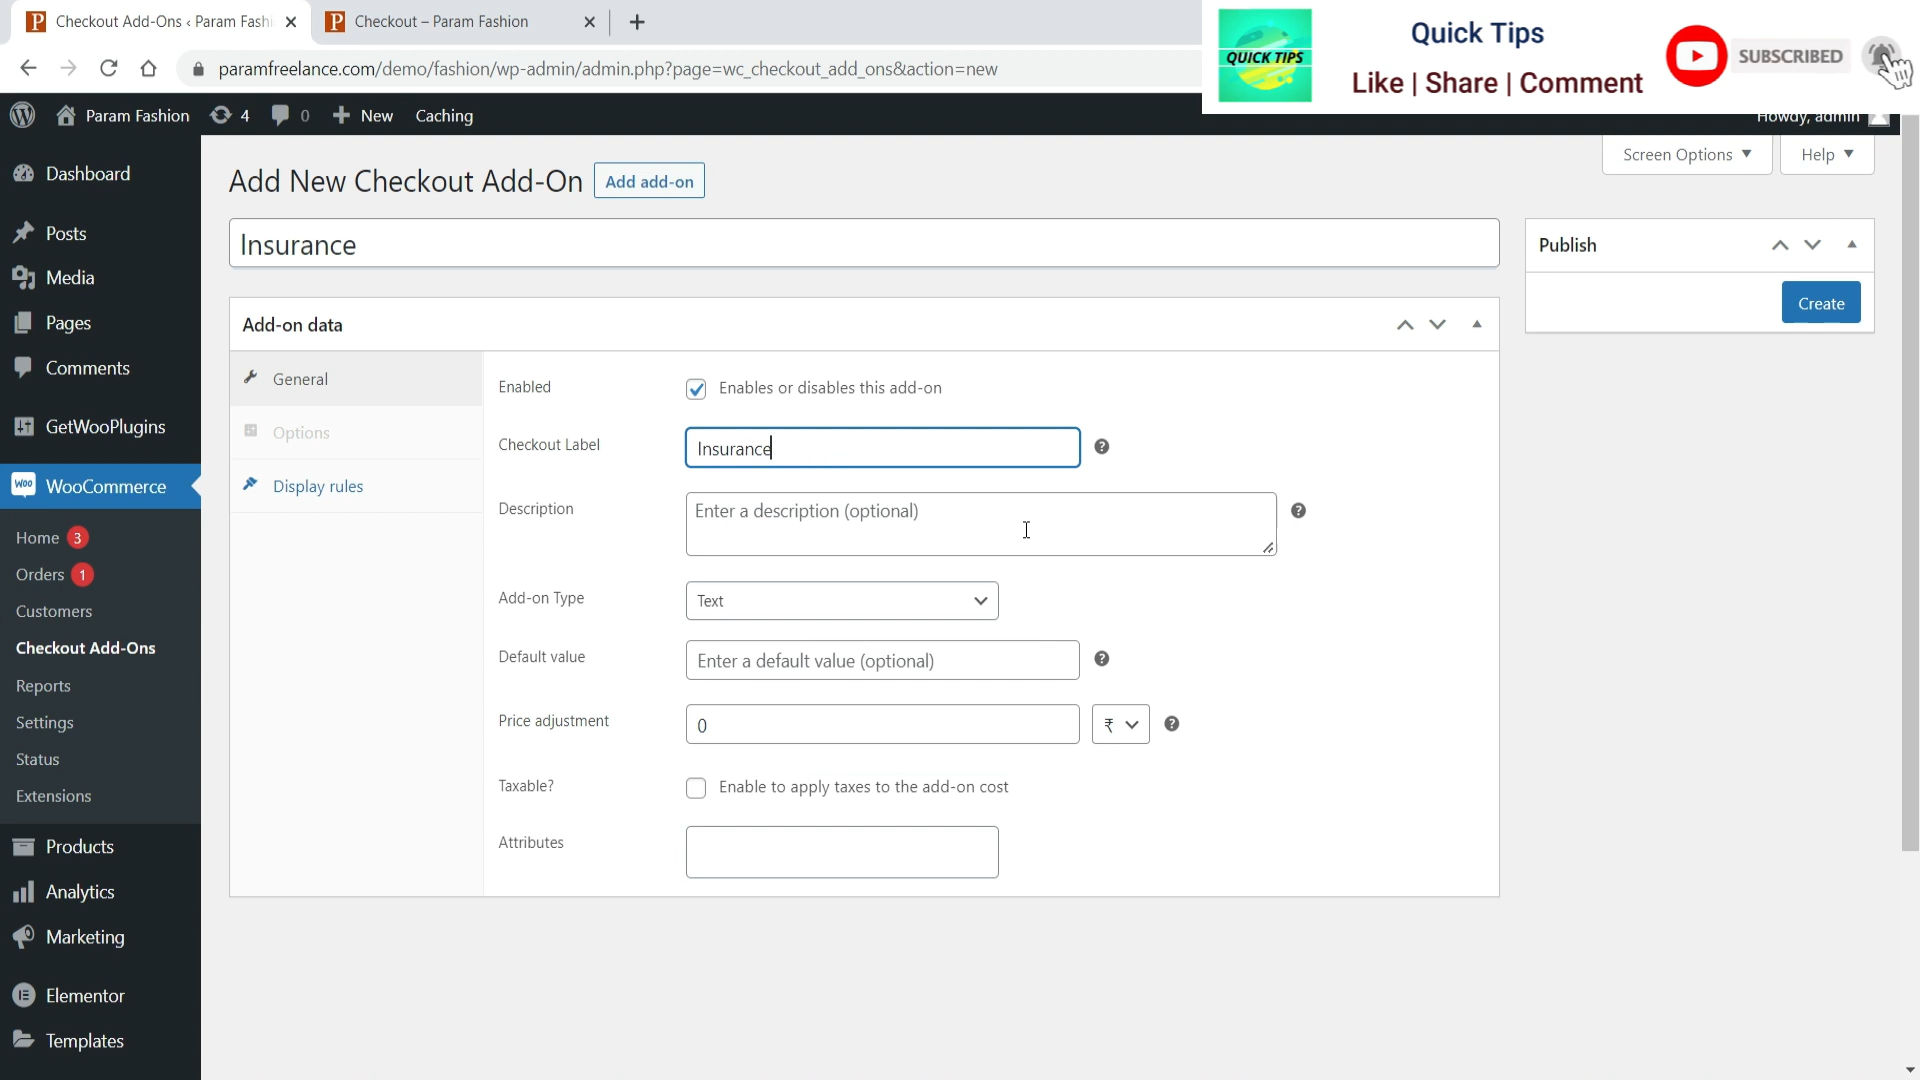 Checkout Add-Ons ‹ Param Fashi
Checkout – Param Fashion
QUICK TIPS
Quick Tips
Like | Share | Comment
SUBSCRIBED
paramfreelance.com/demo/fashion/wp-admin/admin.php?page=wc_checkout_add_ons&action=new
Param Fashion 4 0 New Caching
Howdy, admin
Screen Options
Help
Add New Checkout Add-On
Add add-on
Dashboard
Posts
Media
Pages
Comments
GetWooPlugins
WooCommerce
Home 3
Orders 1
Customers
Checkout Add-Ons
Reports
Settings
Status
Extensions
Products
Analytics
Marketing
Elementor
Templates
Insurance
Publish
Create
Add-on data
General
Options
Display rules
Enabled
Enables or disables this add-on
Checkout Label
Insurance
Description
Enter a description (optional)
Add-on Type
Text
Default value
Enter a default value (optional)
Price adjustment
0
₹
Taxable?
Enable to apply taxes to the add-on cost
Attributes